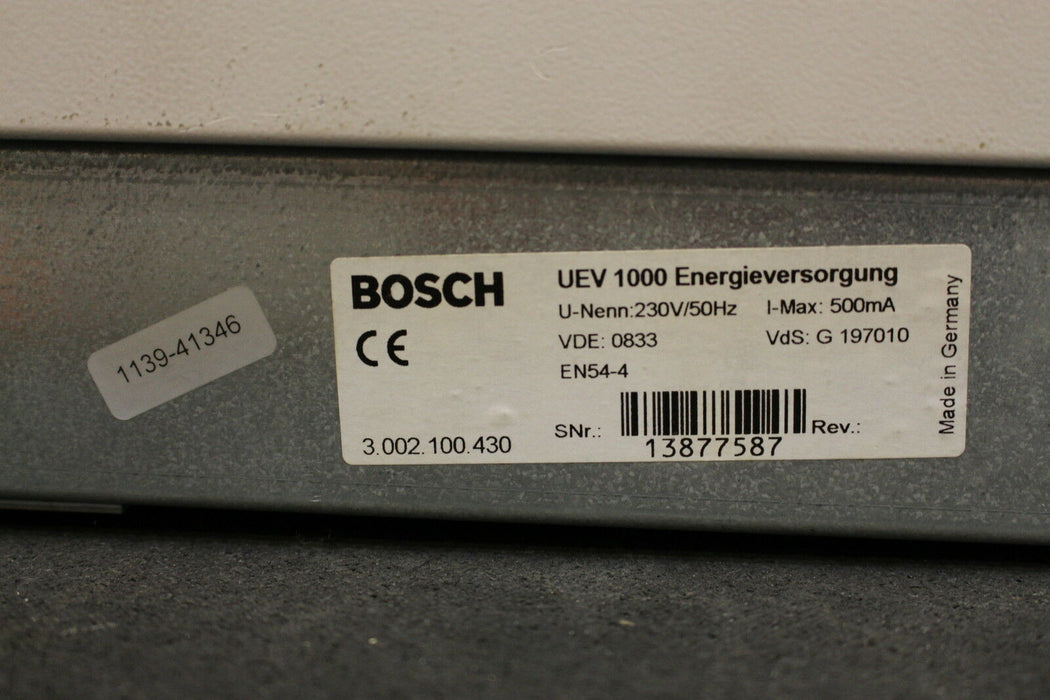 BOSCH
UEV 1000 Energieversorgung
U-Nenn:230V/50Hz I-Max: 500mA
VDE: 0833 VdS: G 197010
EN54-4
CE
3.002.100.430
SNr.: Rev.:
13877587
Made in Germany
1139-41346